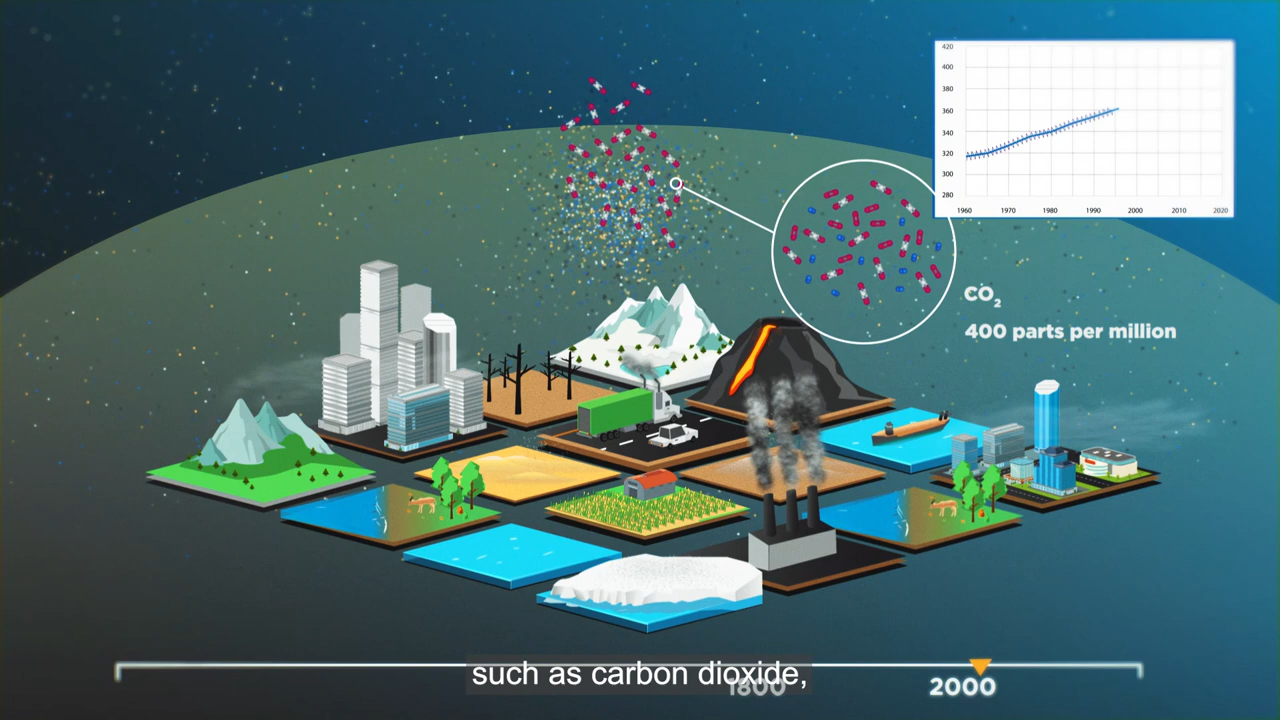 420
400
380
360
340
320
300
280
1960 1970 1980 1990 2000 2010 2020
CO₂
400 parts per million
such as carbon dioxide,
1800 2000